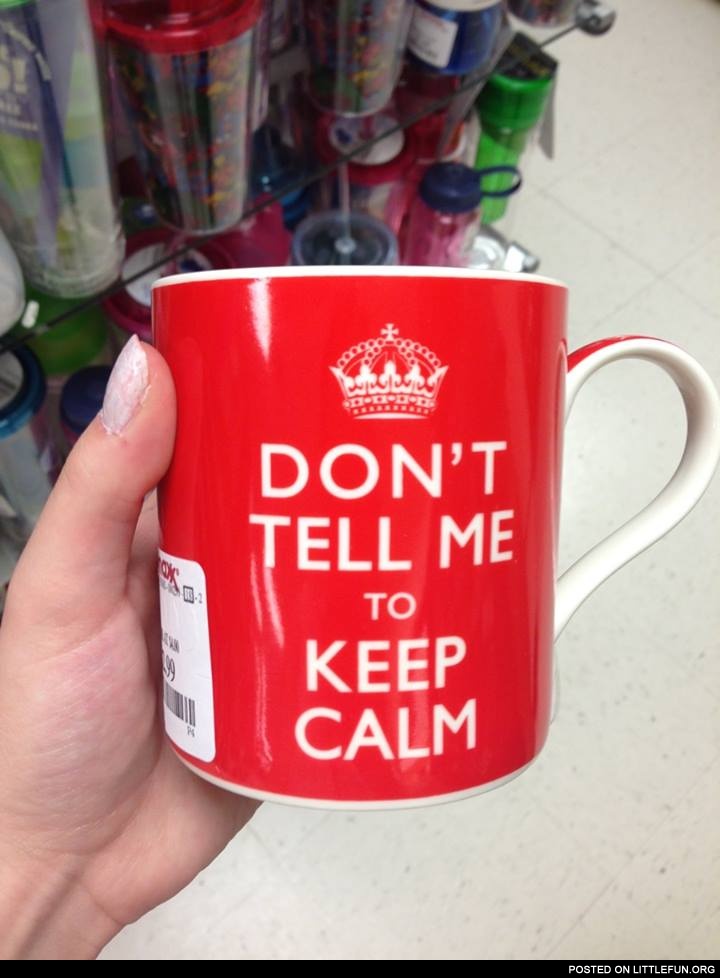 DON'T
TELL ME
TO
KEEP
CALM
POSTED ON LITTLEFUN.ORG